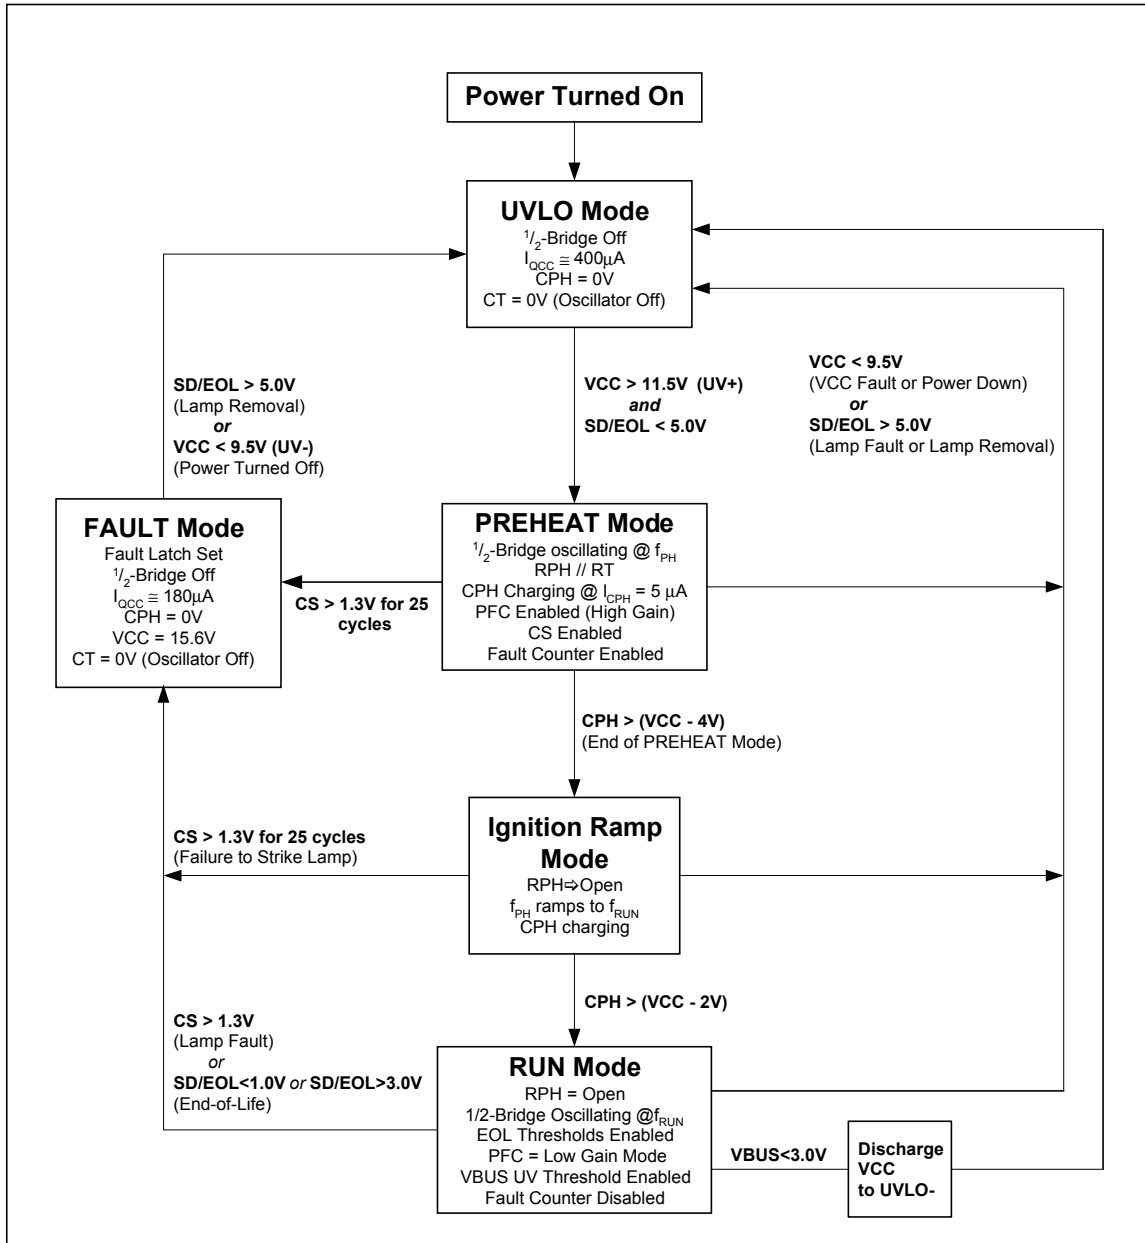 Power Turned On
UVLO Mode
1/2-Bridge Off
IQCC ≅ 400μA
CPH = 0V
CT = 0V (Oscillator Off)
SD/EOL > 5.0V
(Lamp Removal)
or
VCC < 9.5V (UV-)
(Power Turned Off)
VCC > 11.5V (UV+)
and
SD/EOL < 5.0V
VCC < 9.5V
(VCC Fault or Power Down)
or
SD/EOL > 5.0V
(Lamp Fault or Lamp Removal)
FAULT Mode
Fault Latch Set
1/2-Bridge Off
IQCC ≅ 180μA
CPH = 0V
VCC = 15.6V
CT = 0V (Oscillator Off)
CS > 1.3V for 25
cycles
PREHEAT Mode
1/2-Bridge oscillating @ fPH
RPH // RT
CPH Charging @ ICPH = 5 μA
PFC Enabled (High Gain)
CS Enabled
Fault Counter Enabled
CPH > (VCC - 4V)
(End of PREHEAT Mode)
CS > 1.3V for 25 cycles
(Failure to Strike Lamp)
Ignition Ramp
Mode
RPH⇨Open
fPH ramps to fRUN
CPH charging
CPH > (VCC - 2V)
CS > 1.3V
(Lamp Fault)
or
SD/EOL<1.0V or SD/EOL>3.0V
(End-of-Life)
RUN Mode
RPH = Open
1/2-Bridge Oscillating @fRUN
EOL Thresholds Enabled
PFC = Low Gain Mode
VBUS UV Threshold Enabled
Fault Counter Disabled
VBUS<3.0V
Discharge
VCC
to UVLO-